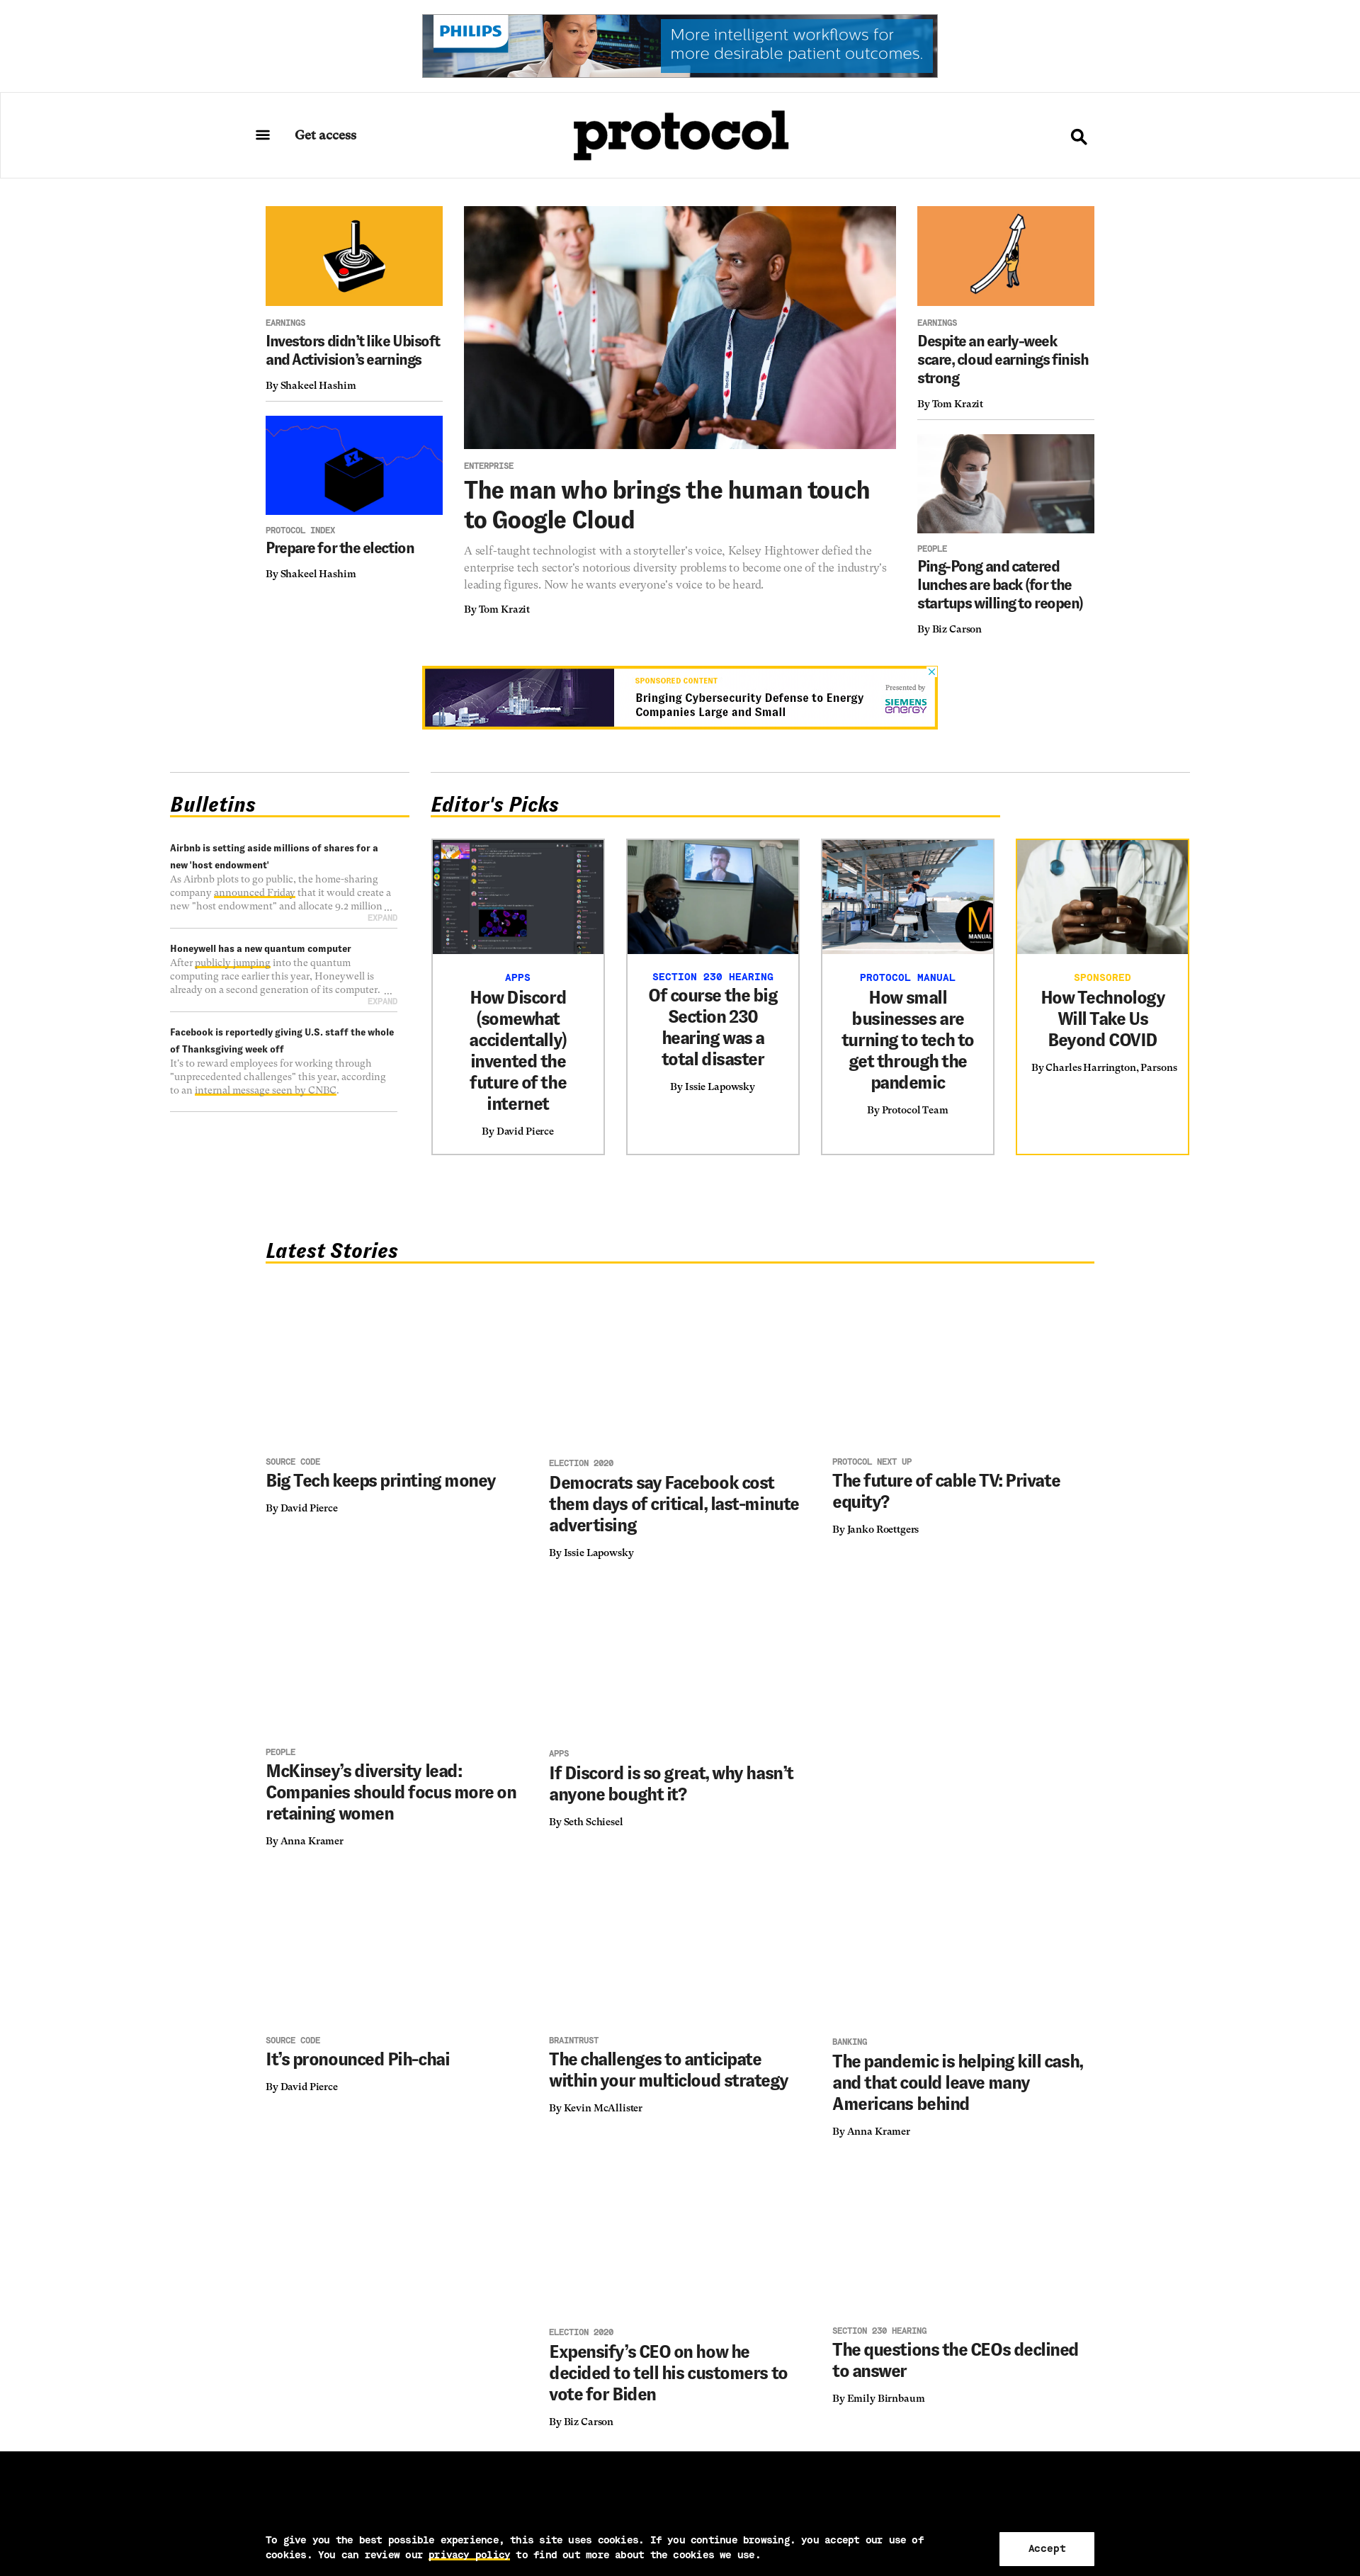 PHILIPS
More intelligent workflows for
more desirable patient outcomes.
Get access
protocol
EARNINGS
Investors didn't like Ubisoft
and Activision's earnings
By Shakeel Hashim
PROTOCOL INDEX
Prepare for the election
By Shakeel Hashim
ENTERPRISE
The man who brings the human touch
to Google Cloud
A self-taught technologist with a storyteller's voice, Kelsey Hightower defied the
enterprise tech sector's notorious diversity problems to become one of the industry's
leading figures. Now he wants everyone's voice to be heard.
By Tom Krazit
EARNINGS
Despite an early-week
scare, cloud earnings finish
strong
By Tom Krazit
PEOPLE
Ping-Pong and catered
lunches are back (for the
startups willing to reopen)
By Biz Carson
SPONSORED CONTENT
Bringing Cybersecurity Defense to Energy
Companies Large and Small
Presented by
SIEMENS
energy
Bulletins
Airbnb is setting aside millions of shares for a
new 'host endowment'
As Airbnb plots to go public, the home-sharing
company announced Friday that it would create a
new "host endowment" and allocate 9.2 million ...
EXPAND
Honeywell has a new quantum computer
After publicly jumping into the quantum
computing race earlier this year, Honeywell is
already on a second generation of its computer. ...
EXPAND
Facebook is reportedly giving U.S. staff the whole
of Thanksgiving week off
It's to reward employees for working through
"unprecedented challenges" this year, according
to an internal message seen by CNBC.
Editor's Picks
APPS
How Discord
(somewhat
accidentally)
invented the
future of the
internet
By David Pierce
SECTION 230 HEARING
Of course the big
Section 230
hearing was a
total disaster
By Issie Lapowsky
M
MANUAL
PROTOCOL MANUAL
How small
businesses are
turning to tech to
get through the
pandemic
By Protocol Team
SPONSORED
How Technology
Will Take Us
Beyond COVID
By Charles Harrington, Parsons
Latest Stories
SOURCE CODE
Big Tech keeps printing money
By David Pierce
ELECTION 2020
Democrats say Facebook cost
them days of critical, last-minute
advertising
By Issie Lapowsky
PROTOCOL NEXT UP
The future of cable TV: Private
equity?
By Janko Roettgers
PEOPLE
McKinsey's diversity lead:
Companies should focus more on
retaining women
By Anna Kramer
APPS
If Discord is so great, why hasn't
anyone bought it?
By Seth Schiesel
SOURCE CODE
It's pronounced Pih-chai
By David Pierce
BRAINTRUST
The challenges to anticipate
within your multicloud strategy
By Kevin McAllister
BANKING
The pandemic is helping kill cash,
and that could leave many
Americans behind
By Anna Kramer
ELECTION 2020
Expensify's CEO on how he
decided to tell his customers to
vote for Biden
By Biz Carson
SECTION 230 HEARING
The questions the CEOs declined
to answer
By Emily Birnbaum
To give you the best possible experience, this site uses cookies. If you continue browsing. you accept our use of
cookies. You can review our privacy policy to find out more about the cookies we use.
Accept